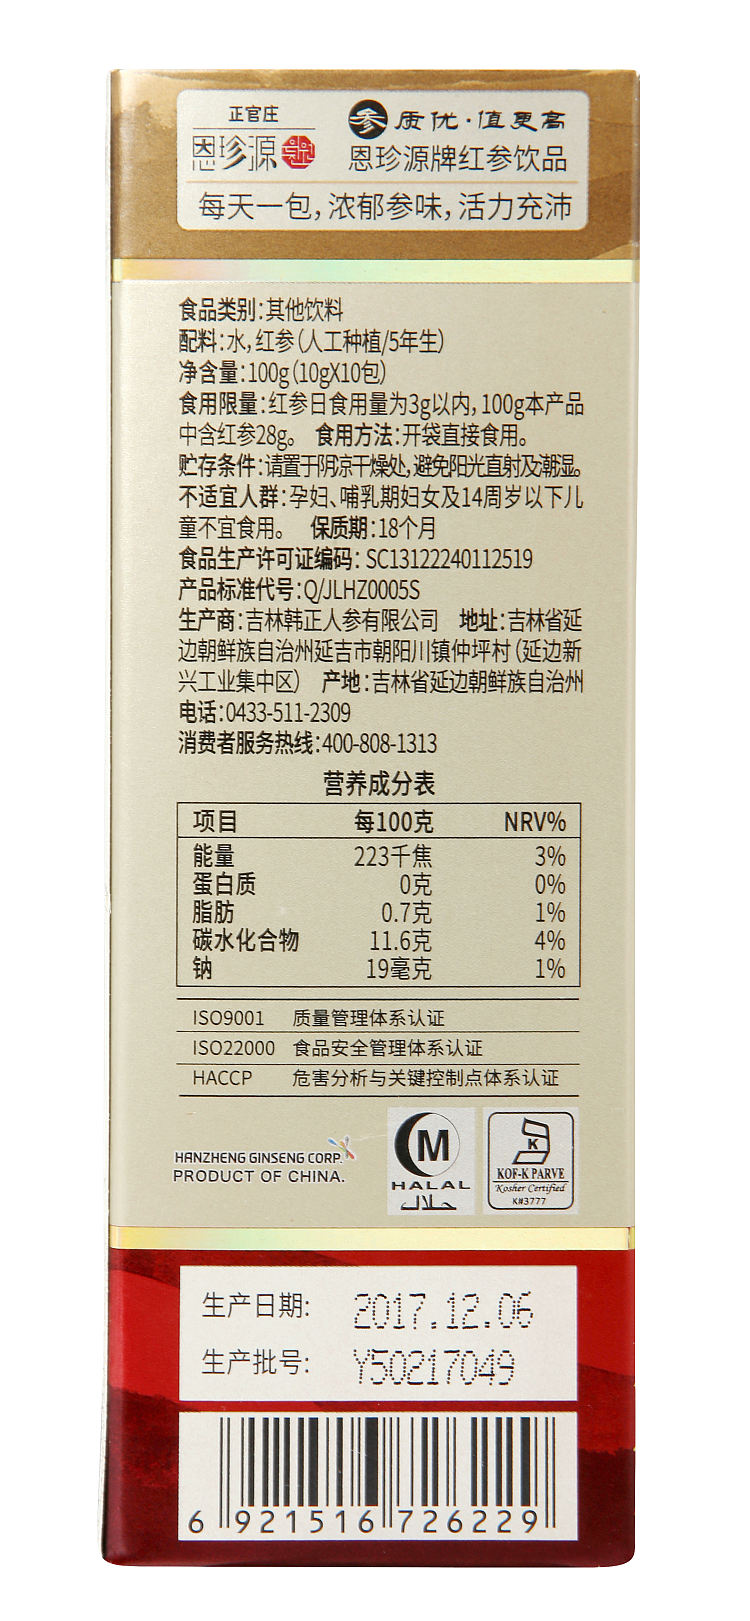 正官庄
恩珍源
参 质优·值更高
恩珍源牌红参饮品
每天一包,浓郁参味,活力充沛
食品类别:其他饮料
配料:水,红参(人工种植/5年生)
净含量:100g(10gX10包)
食用限量:红参日食用量为3g以内,100g本产品
中含红参28g。 食用方法:开袋直接食用。
贮存条件:请置于阴凉干燥处,避免阳光直射及潮湿。
不适宜人群:孕妇、哺乳期妇女及14周岁以下儿
童不宜食用。 保质期:18个月
食品生产许可证编码: SC13122240112519
产品标准代号:Q/JLHZ0005S
生产商:吉林韩正人参有限公司 地址:吉林省延
边朝鲜族自治州延吉市朝阳川镇仲坪村(延边新
兴工业集中区) 产地:吉林省延边朝鲜族自治州
电话:0433-511-2309
消费者服务热线:400-808-1313
营养成分表
项目 每100克 NRV%
能量 223千焦 3%
蛋白质 0克 0%
脂肪 0.7克 1%
碳水化合物 11.6克 4%
钠 19毫克 1%
ISO9001 质量管理体系认证
ISO22000 食品安全管理体系认证
HACCP 危害分析与关键控制点体系认证
HANZHENG GINSENG CORP.
PRODUCT OF CHINA.
M
HALAL
حلال
K
KOF-K PARVE
Kosher Certified
K#3777
生产日期: 2017.12.06
生产批号: Y50217049
6 921516 726229